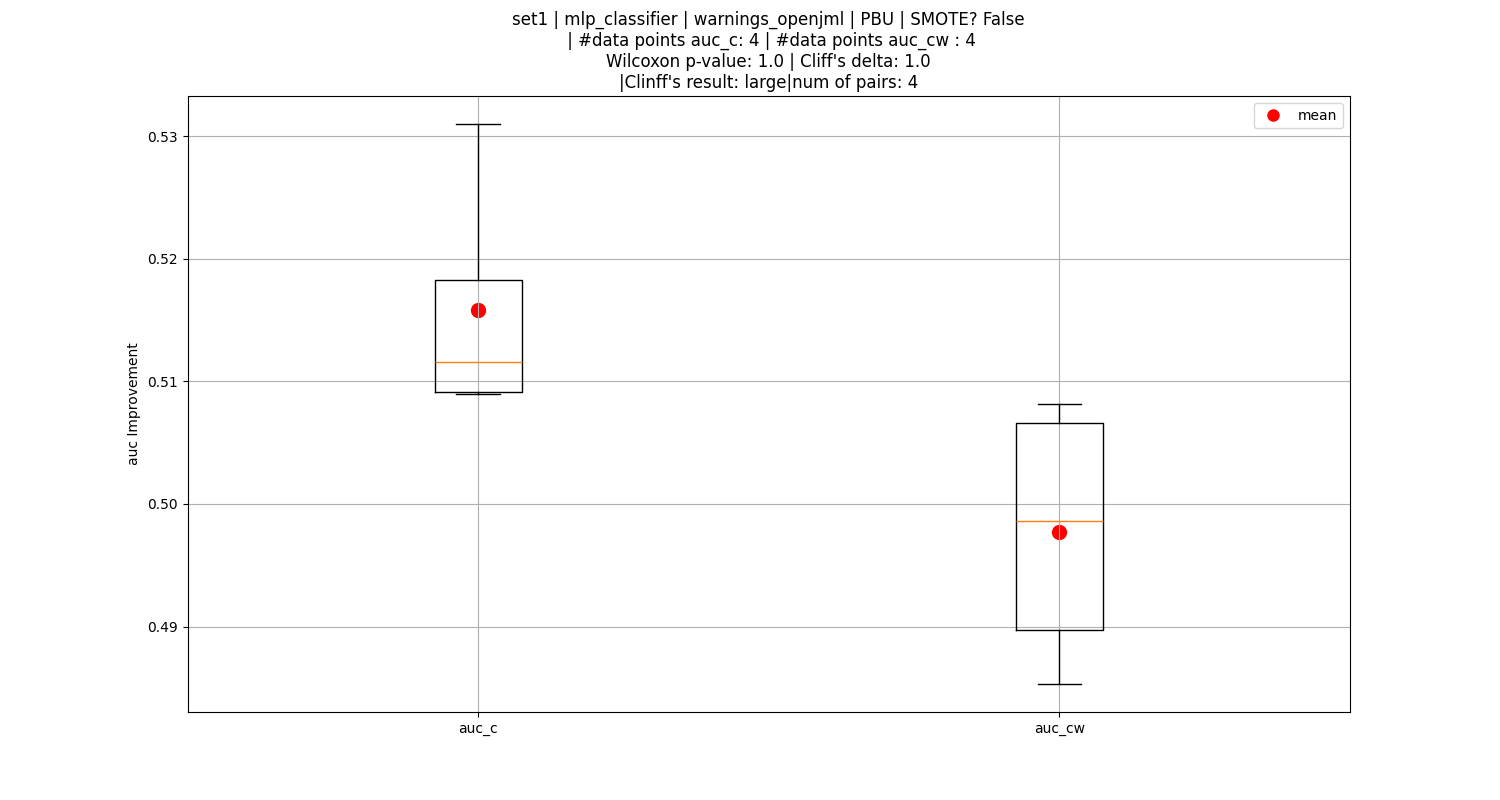 set1 | mlp_classifier | warnings_openjml | PBU | SMOTE? False
| #data points auc_c: 4 | #data points auc_cw : 4
Wilcoxon p-value: 1.0 | Cliff's delta: 1.0
|Clinff's result: large|num of pairs: 4
mean
0.53
0.52
0.51
0.50
0.49
auc Improvement
auc_c
auc_cw